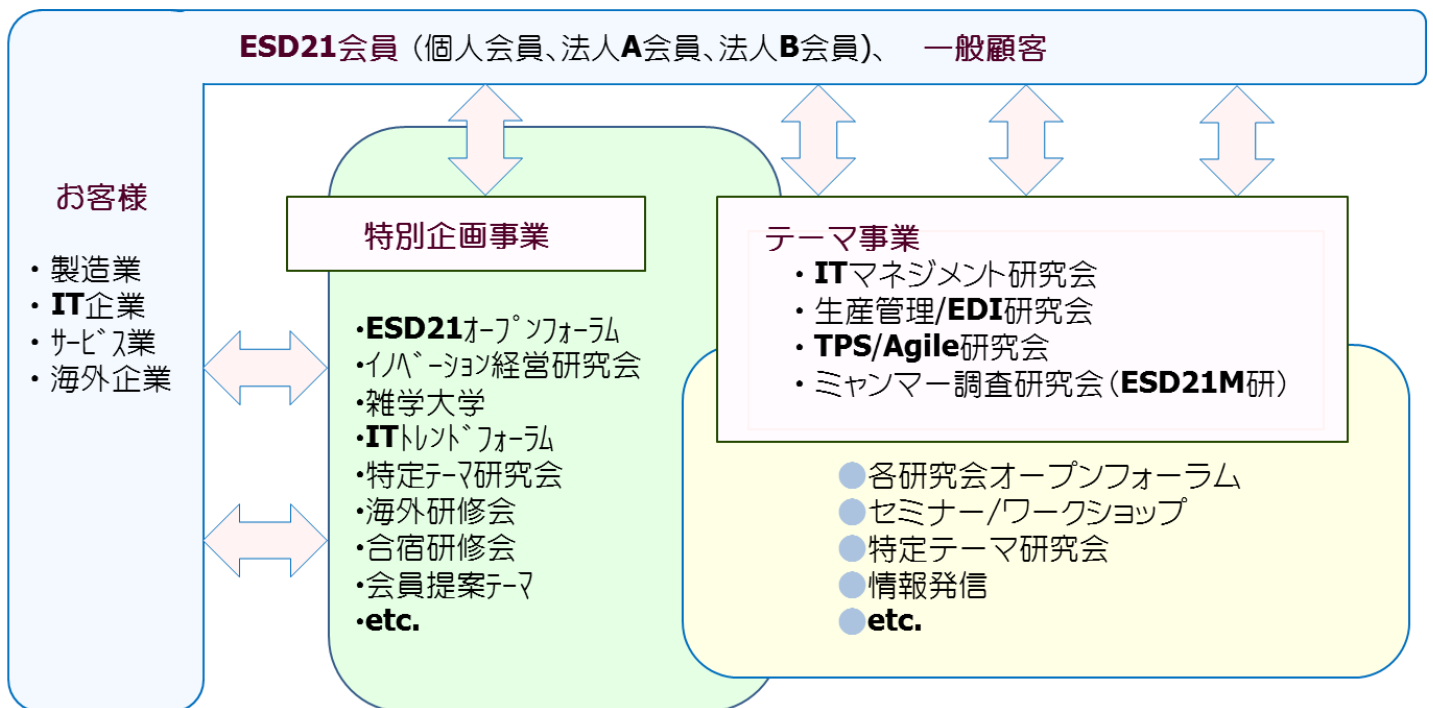 ESD21会員（個人会員、法人A会員、法人B会員)、 一般顧客
お客様
・製造業
・IT企業
・ｻｰﾋﾞｽ業
・海外企業
特別企画事業
・ESD21ｵｰﾌﾟﾝﾌｫｰﾗﾑ
・ｲﾉﾍﾞｰｼｮﾝ経営研究会
・雑学大学
・ITﾄﾚﾝﾄﾞﾌｫｰﾗﾑ
・特定ﾃｰﾏ研究会
・海外研修会
・合宿研修会
・会員提案ﾃｰﾏ
・etc.
テーマ事業
・ITマネジメント研究会
・生産管理/EDI研究会
・TPS/Agile研究会
・ミャンマー調査研究会（ESD21M研）
●各研究会オープンフォーラム
●セミナー/ワークショップ
●特定テーマ研究会
●情報発信
●etc.